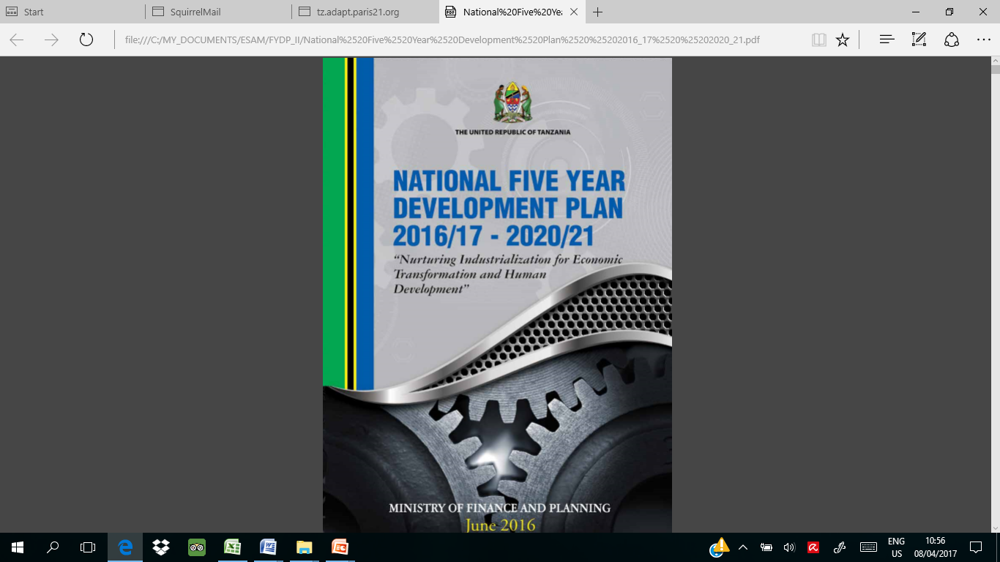 Start
SquirrelMail
tz.adapt.paris21.org
National%20Five%20Yea
file:///C:/MY_DOCUMENTS/ESAM/FYDP_II/National%2520Five%2520Year%2520Development%2520Plan%2520%25202016_17%2520%25202020_21.pdf
THE UNITED REPUBLIC OF TANZANIA
NATIONAL FIVE YEAR
DEVELOPMENT PLAN
2016/17 - 2020/21
“Nurturing Industrialization for Economic
Transformation and Human
Development”
MINISTRY OF FINANCE AND PLANNING
June 2016
ENG
US
10:56
08/04/2017